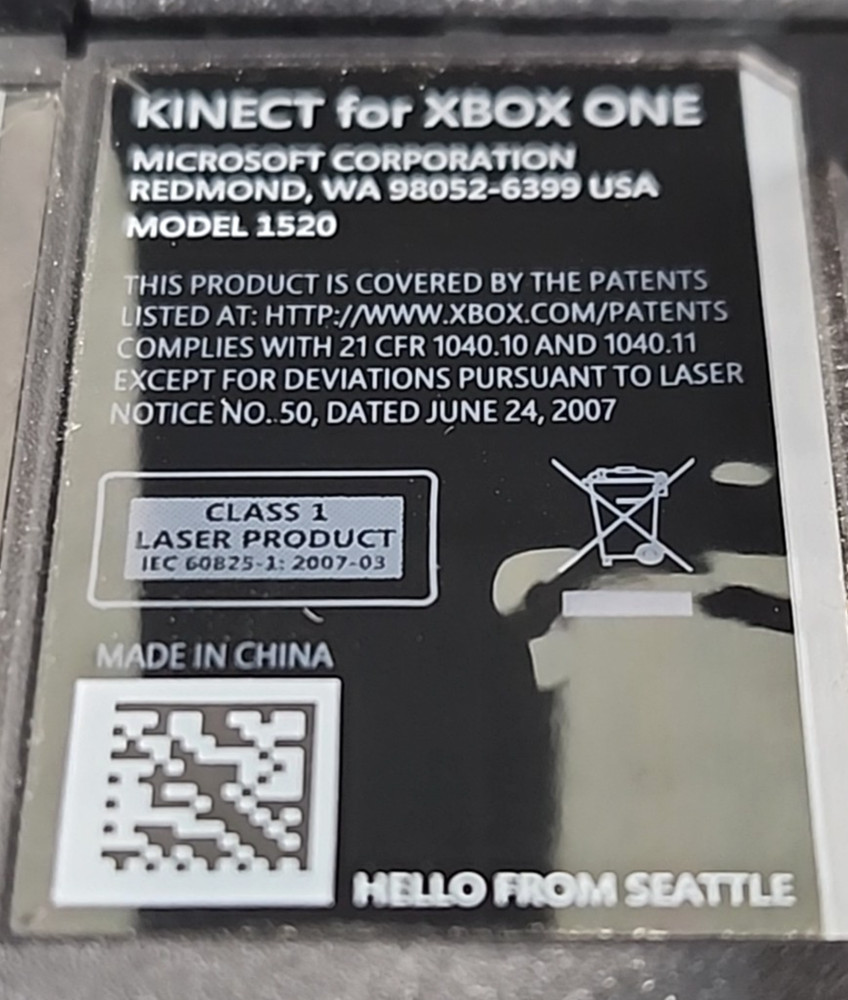 KINECT for XBOX ONE
MICROSOFT CORPORATION
REDMOND, WA 98052-6399 USA
MODEL 1520
THIS PRODUCT IS COVERED BY THE PATENTS
LISTED AT: HTTP://WWW.XBOX.COM/PATENTS
COMPLIES WITH 21 CFR 1040.10 AND 1040.11
EXCEPT FOR DEVIATIONS PURSUANT TO LASER
NOTICE NO. 50, DATED JUNE 24, 2007
CLASS 1
LASER PRODUCT
IEC 60825-1: 2007-03
MADE IN CHINA
HELLO FROM SEATTLE